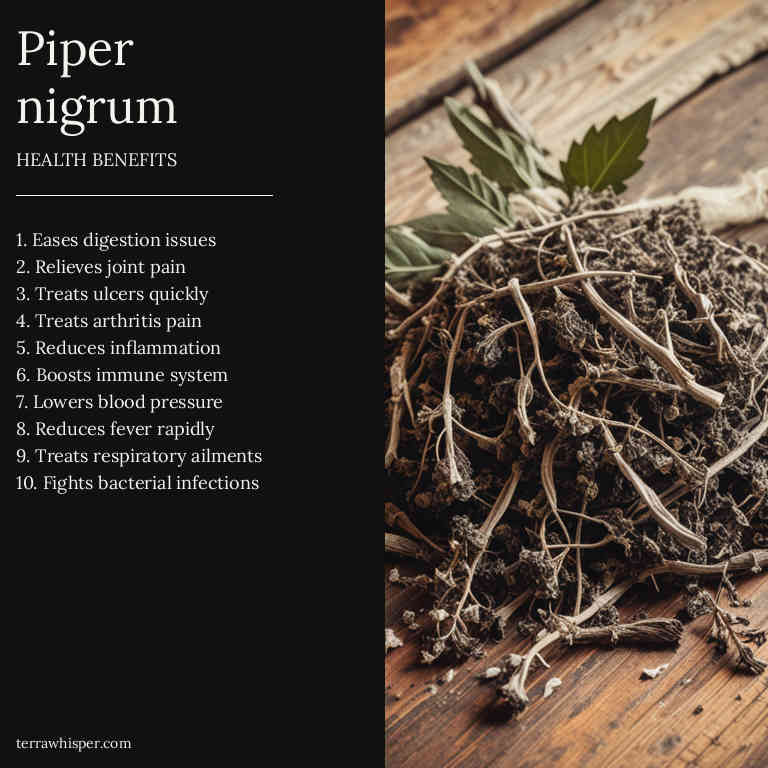 Piper
nigrum
HEALTH BENEFITS
1. Eases digestion issues
2. Relieves joint pain
3. Treats ulcers quickly
4. Treats arthritis pain
5. Reduces inflammation
6. Boosts immune system
7. Lowers blood pressure
8. Reduces fever rapidly
9. Treats respiratory ailments
10. Fights bacterial infections
terrawhisper.com